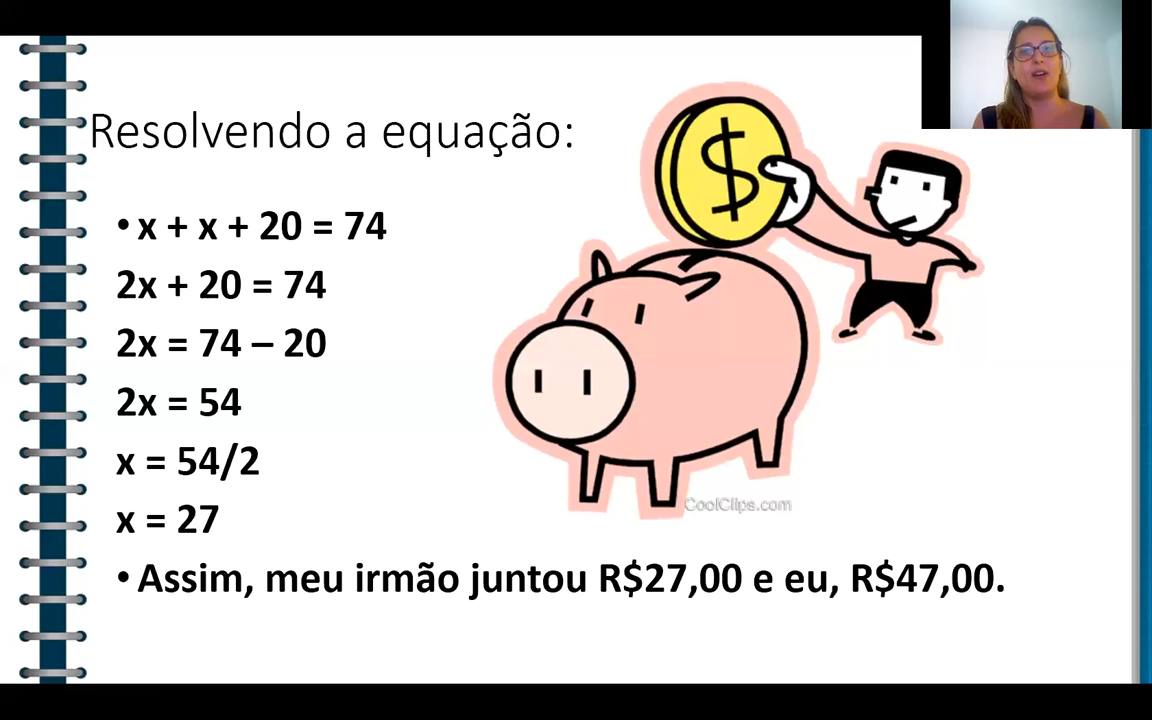 Resolvendo a equação:
•x + x + 20 = 74
2x + 20 = 74
2x = 74 – 20
2x = 54
x = 54/2
x = 27
•Assim, meu irmão juntou R$27,00 e eu, R$47,00.
$
CoolClips.com